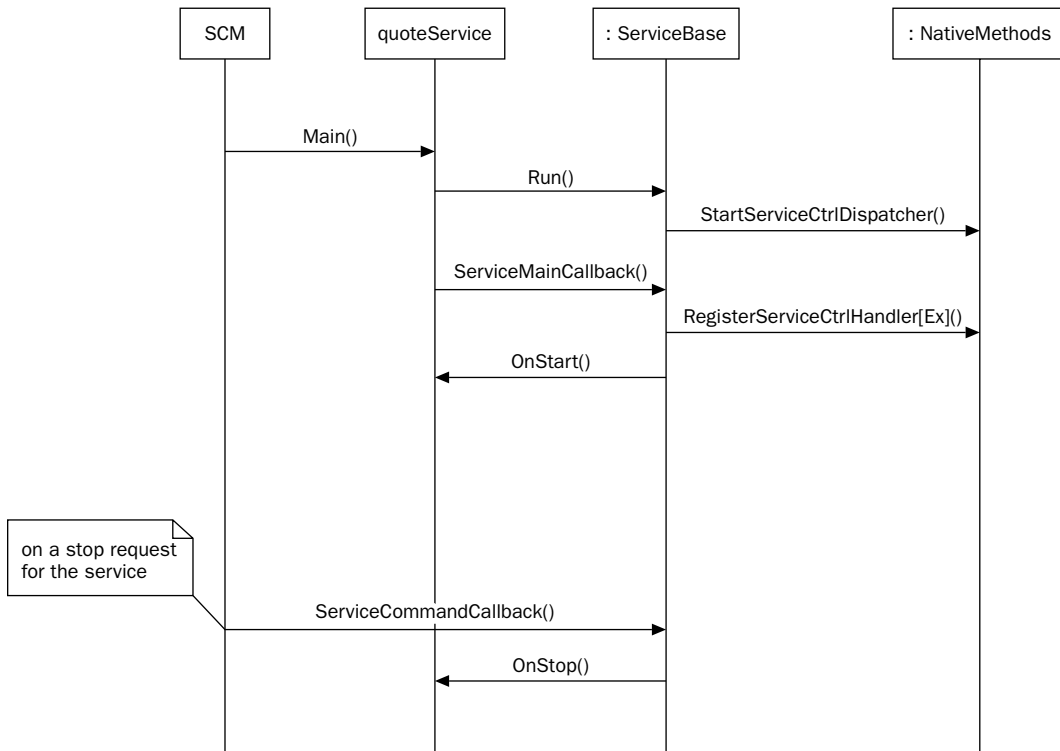 SCM
quoteService
: ServiceBase
: NativeMethods
Main()
Run()
StartServiceCtrlDispatcher()
ServiceMainCallback()
RegisterServiceCtrlHandler[Ex]()
OnStart()
on a stop request
for the service
ServiceCommandCallback()
OnStop()